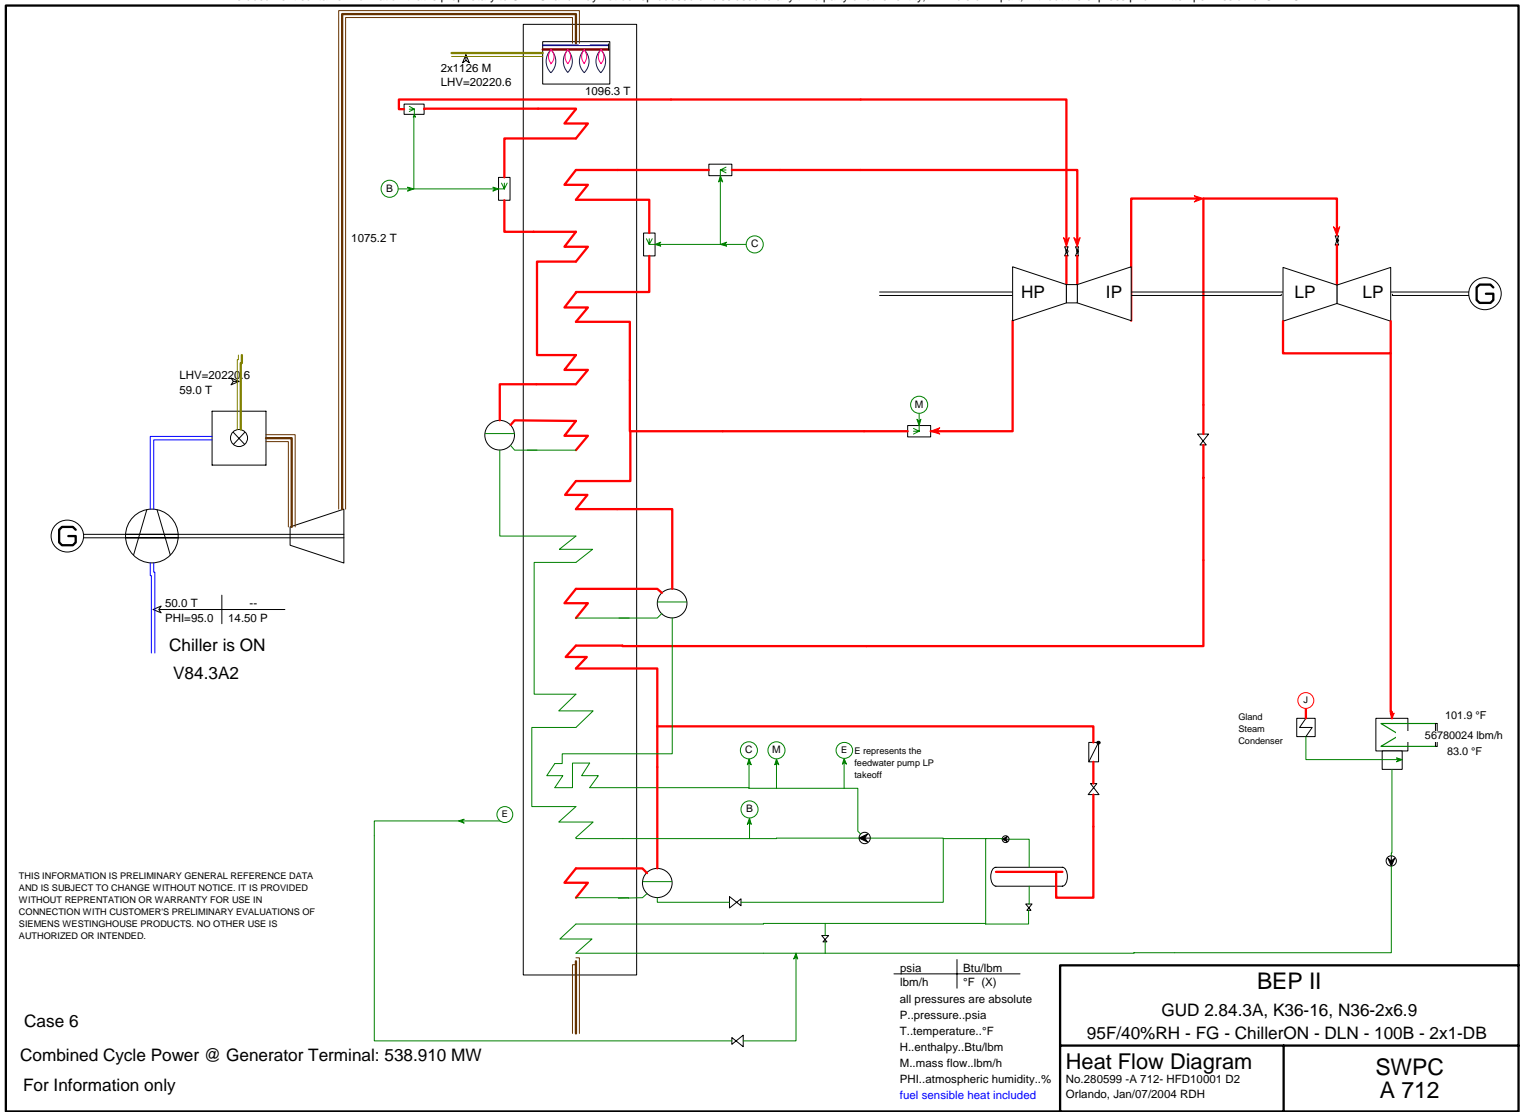 2x1126 M
LHV=20220.6
1096.3 T
B
1075.2 T
C
HP
IP
LP
LP
G
LHV=20220.6
59.0 T
M
G
50.0 T
--
PHI=95.0
14.50 P
Chiller is ON
V84.3A2
J
Gland
Steam
Condenser
101.9 °F
56780024 lbm/h
83.0 °F
C
M
E
E represents the
feedwater pump LP
takeoff
B
E
THIS INFORMATION IS PRELIMINARY GENERAL REFERENCE DATA
AND IS SUBJECT TO CHANGE WITHOUT NOTICE. IT IS PROVIDED
WITHOUT REPRENTATION OR WARRANTY FOR USE IN
CONNECTION WITH CUSTOMER'S PRELIMINARY EVALUATIONS OF
SIEMENS WESTINGHOUSE PRODUCTS. NO OTHER USE IS
AUTHORIZED OR INTENDED.
Case 6
Combined Cycle Power @ Generator Terminal: 538.910 MW
For Information only
psia
Btu/lbm
lbm/h
°F (X)
all pressures are absolute
P..pressure..psia
T..temperature..°F
H..enthalpy..Btu/lbm
M..mass flow..lbm/h
PHI..atmospheric humidity..%
fuel sensible heat included
BEP II
GUD 2.84.3A, K36-16, N36-2x6.9
95F/40%RH - FG - ChillerON - DLN - 100B - 2x1-DB
Heat Flow Diagram
No.280599 -A 712- HFD10001 D2
Orlando, Jan/07/2004 RDH
SWPC
A 712